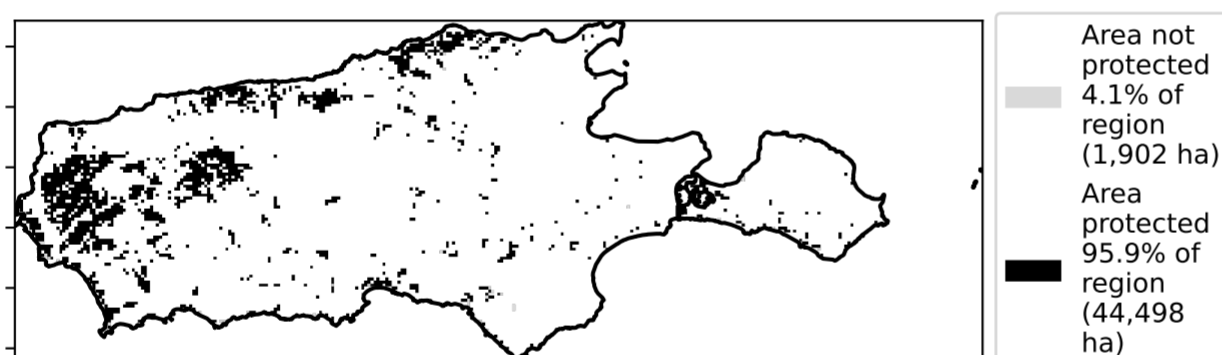 Area not
protected
4.1% of
region
(1,902 ha)
Area
protected
95.9% of
region
(44,498
ha)